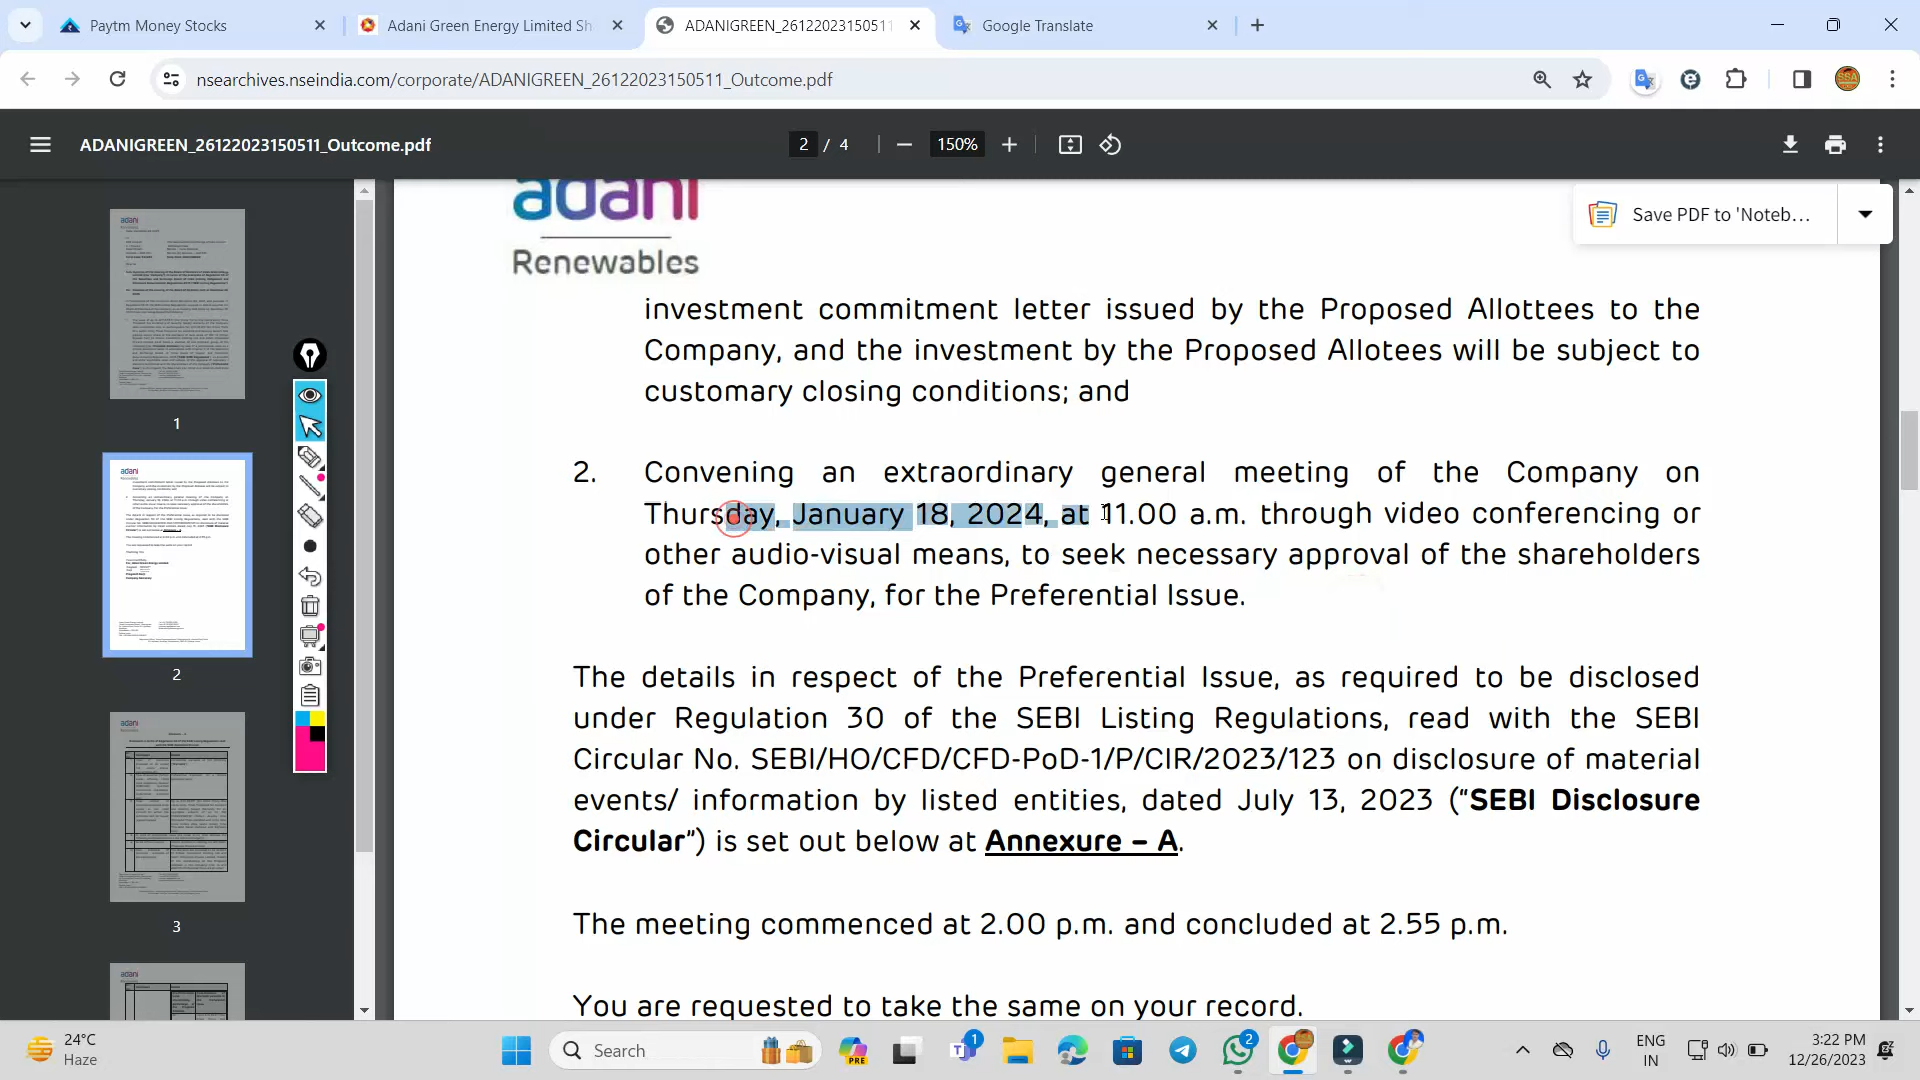 Paytm Money Stocks
Adani Green Energy Limited Sh
ADANIGREEN_26122023150511
Google Translate
nsearchives.nseindia.com/corporate/ADANIGREEN_26122023150511_Outcome.pdf
ADANIGREEN_26122023150511_Outcome.pdf
2 / 4
150%
Save PDF to 'Noteb...
adani
Renewables
investment commitment letter issued by the Proposed Allottees to the
Company, and the investment by the Proposed Allotees will be subject to
customary closing conditions; and
2. Convening an extraordinary general meeting of the Company on
Thursday, January 18, 2024, at 11.00 a.m. through video conferencing or
other audio-visual means, to seek necessary approval of the shareholders
of the Company, for the Preferential Issue.
The details in respect of the Preferential Issue, as required to be disclosed
under Regulation 30 of the SEBI Listing Regulations, read with the SEBI
Circular No. SEBI/HO/CFD/CFD-PoD-1/P/CIR/2023/123 on disclosure of material
events/ information by listed entities, dated July 13, 2023 (“SEBI Disclosure
Circular”) is set out below at Annexure – A.
The meeting commenced at 2.00 p.m. and concluded at 2.55 p.m.
You are requested to take the same on your record.
1
2
3
24°C
Haze
Search
PRE
1
2
ENG
IN
3:22 PM
12/26/2023